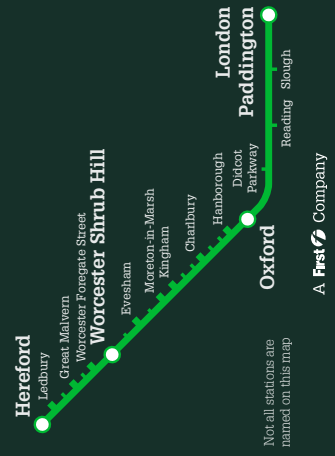 Hereford
Ledbury
Great Malvern
Worcester Foregate Street
Worcester Shrub Hill
Evesham
Moreton-in-Marsh
Kingham
Charlbury
Hanborough
Oxford
Didcot
Parkway
Reading
Slough
London
Paddington
Not all stations are
named on this map
A First Company